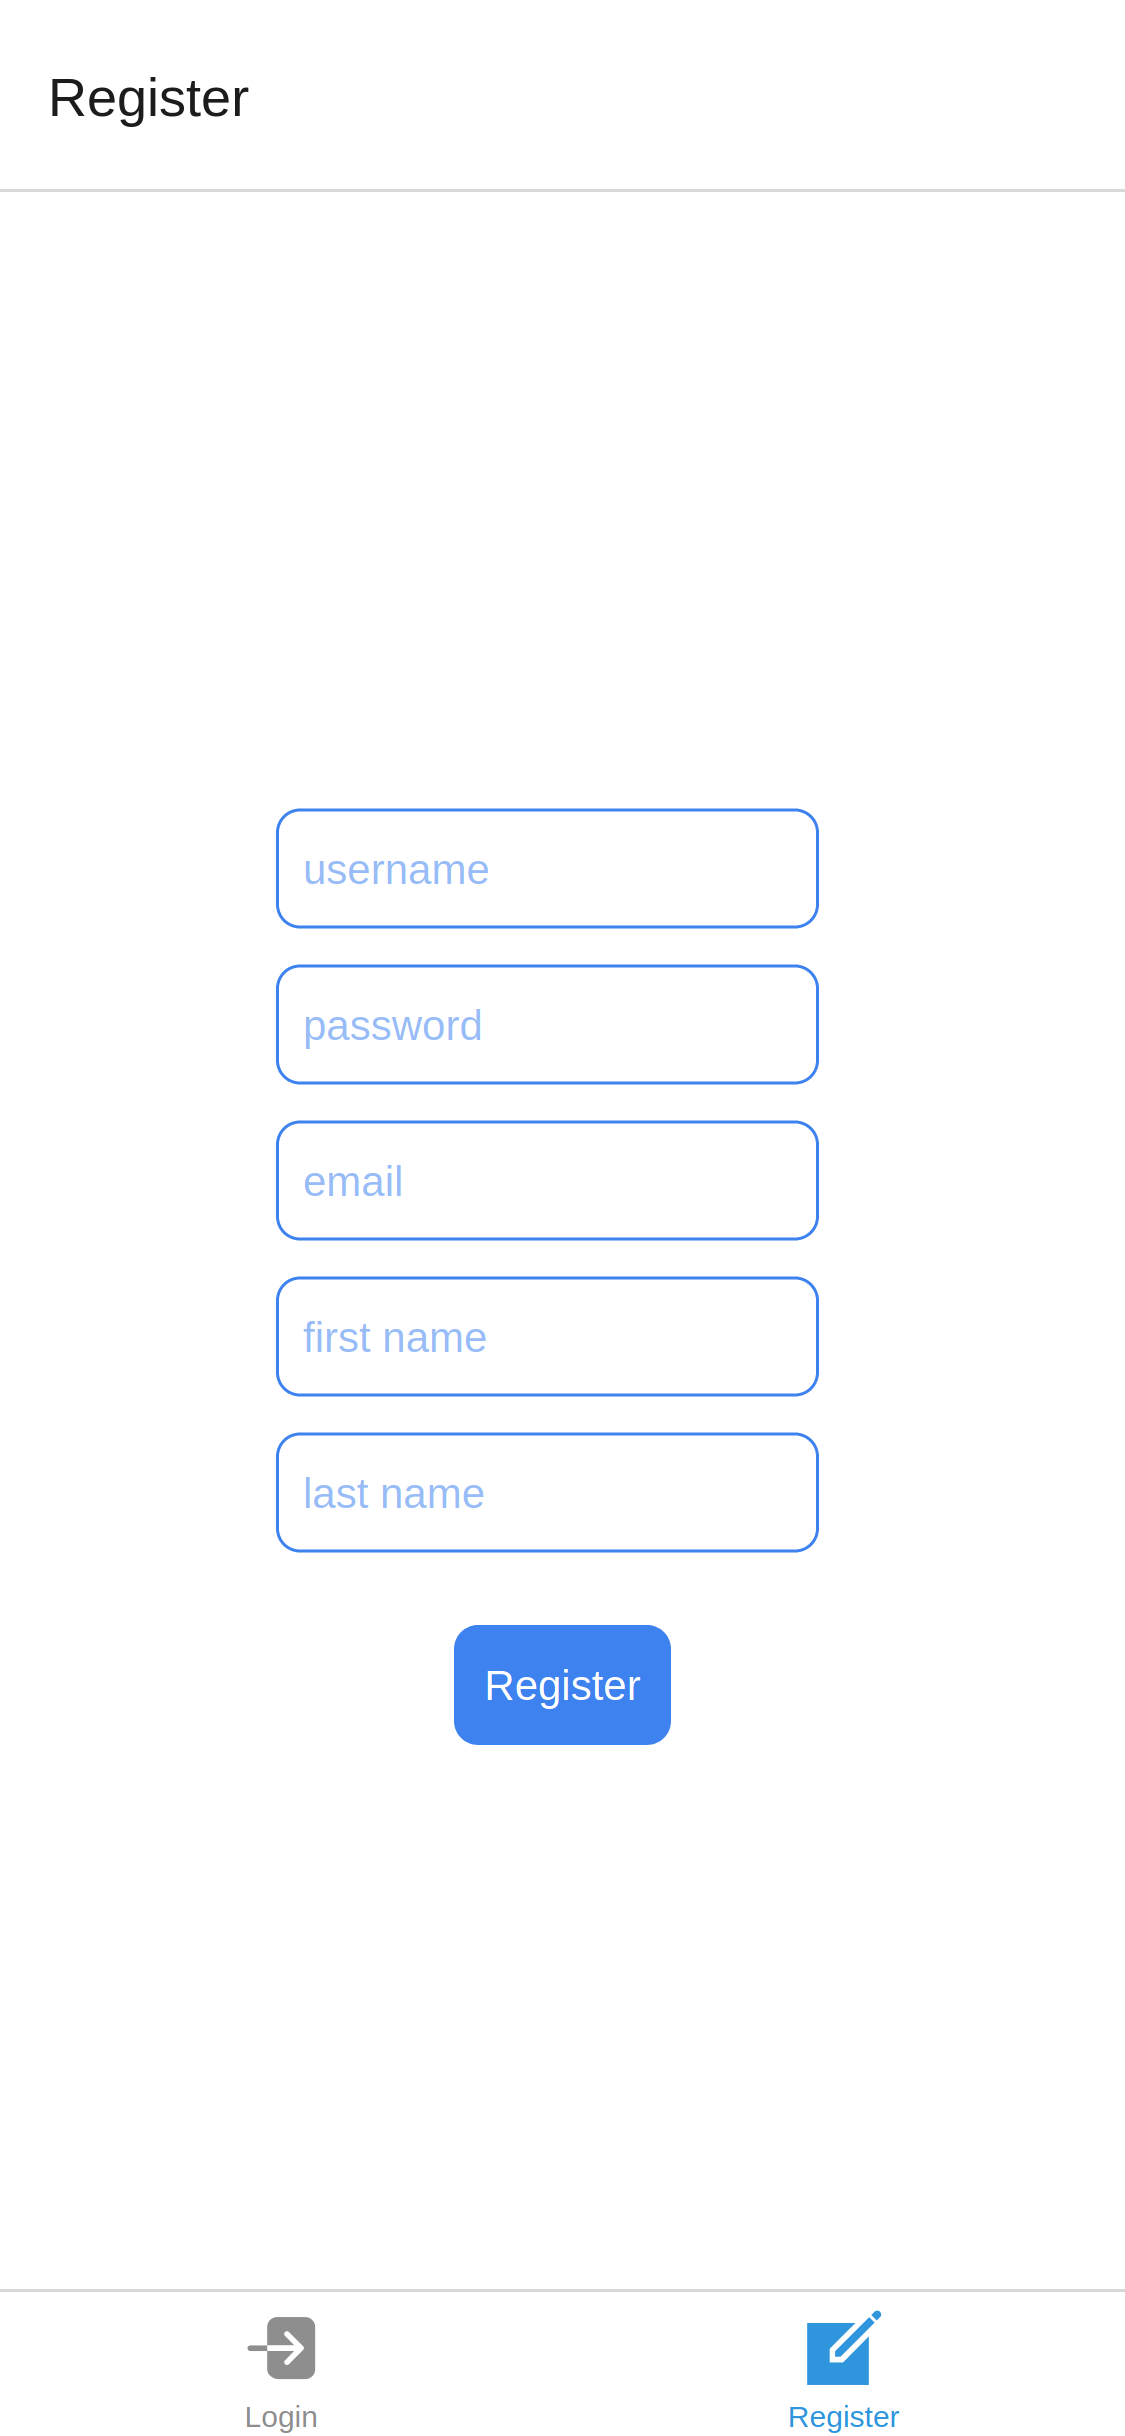 Register
username
password
email
first name
last name
Register
Login
Register